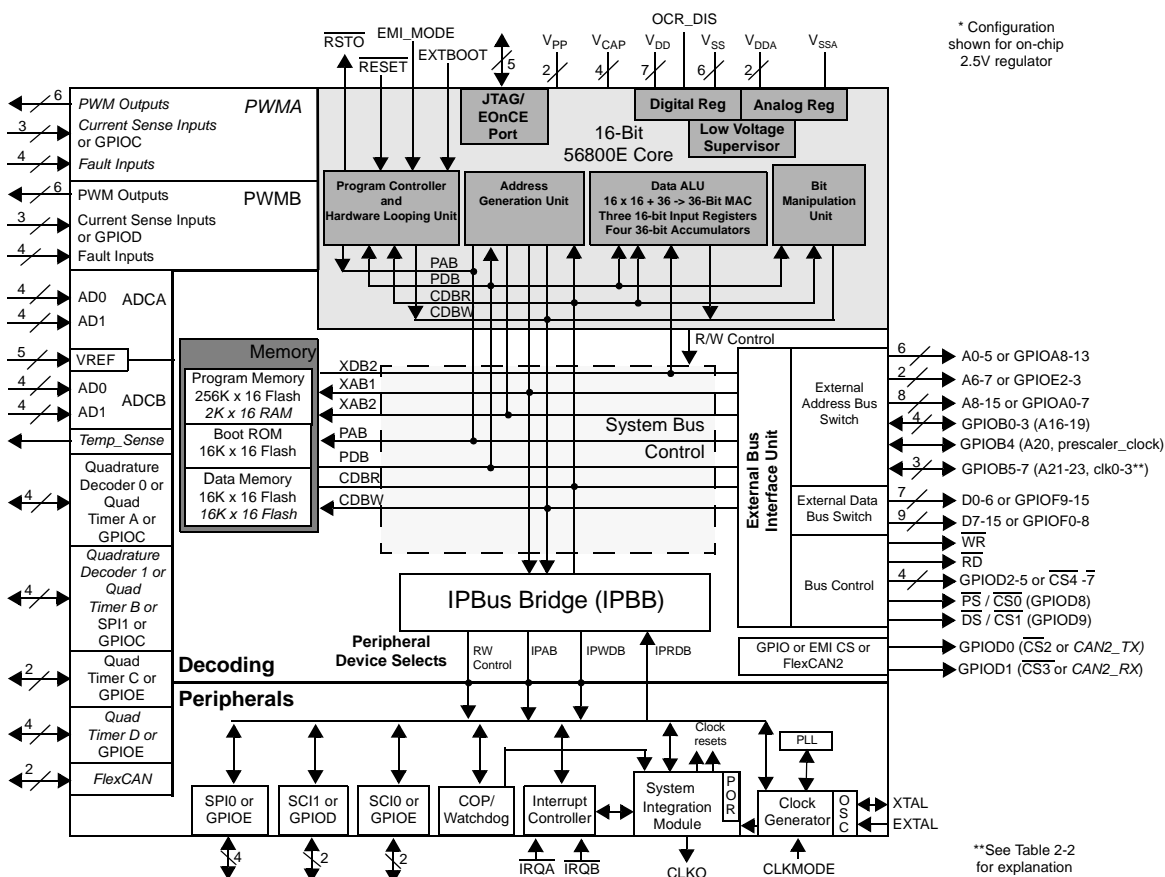 OCR_DIS
* Configuration
shown for on-chip
2.5V regulator
RSTO
EMI_MODE
RESET
EXTBOOT
5
VPP
2
VCAP
4
VDD
7
VSS
6
VDDA
2
VSSA
6
PWM Outputs
PWMA
3
Current Sense Inputs
or GPIOC
4
Fault Inputs
6
PWM Outputs
PWMB
3
Current Sense Inputs
or GPIOD
4
Fault Inputs
JTAG/
EOnCE
Port
16-Bit
56800E Core
Digital Reg
Analog Reg
Low Voltage
Supervisor
Program Controller
and
Hardware Looping Unit
Address
Generation Unit
Data ALU
16 x 16 + 36 -> 36-Bit MAC
Three 16-bit Input Registers
Four 36-bit Accumulators
Bit
Manipulation
Unit
PAB
PDB
CDBR
CDBW
4
AD0
ADCA
4
AD1
5
VREF
4
AD0
ADCB
4
AD1
Temp_Sense
4
Quadrature
Decoder 0 or
Quad
Timer A or
GPIOC
4
Quadrature
Decoder 1 or
Quad
Timer B or
SPI1 or
GPIOC
2
Quad
Timer C or
GPIOE
4
Quad
Timer D or
GPIOE
2
FlexCAN
Memory
Program Memory
256K x 16 Flash
2K x 16 RAM
Boot ROM
16K x 16 Flash
Data Memory
16K x 16 Flash
16K x 16 Flash
XDB2
XAB1
XAB2
PAB
PDB
CDBR
CDBW
R/W Control
System Bus
Control
External Bus
Interface Unit
External
Address Bus
Switch
External Data
Bus Switch
Bus Control
GPIO or EMI CS or
FlexCAN2
6
A0-5 or GPIOA8-13
2
A6-7 or GPIOE2-3
8
A8-15 or GPIOA0-7
4
GPIOB0-3 (A16-19)
GPIOB4 (A20, prescaler_clock)
3
GPIOB5-7 (A21-23, clk0-3**)
7
D0-6 or GPIOF9-15
9
D7-15 or GPIOF0-8
WR
RD
4
GPIOD2-5 or CS4 -7
PS / CS0 (GPIOD8)
DS / CS1 (GPIOD9)
GPIOD0 (CS2 or CAN2_TX)
GPIOD1 (CS3 or CAN2_RX)
IPBus Bridge (IPBB)
Peripheral
Device Selects
RW
Control
IPAB
IPWDB
IPRDB
Decoding
Peripherals
SPI0 or
GPIOE
4
SCI1 or
GPIOD
2
SCI0 or
GPIOE
2
COP/
Watchdog
Interrupt
Controller
IRQA
IRQB
Clock
resets
System
Integration
Module
POR
CLKO
PLL
Clock
Generator
OSC
CLKMODE
XTAL
EXTAL
**See Table 2-2
for explanation